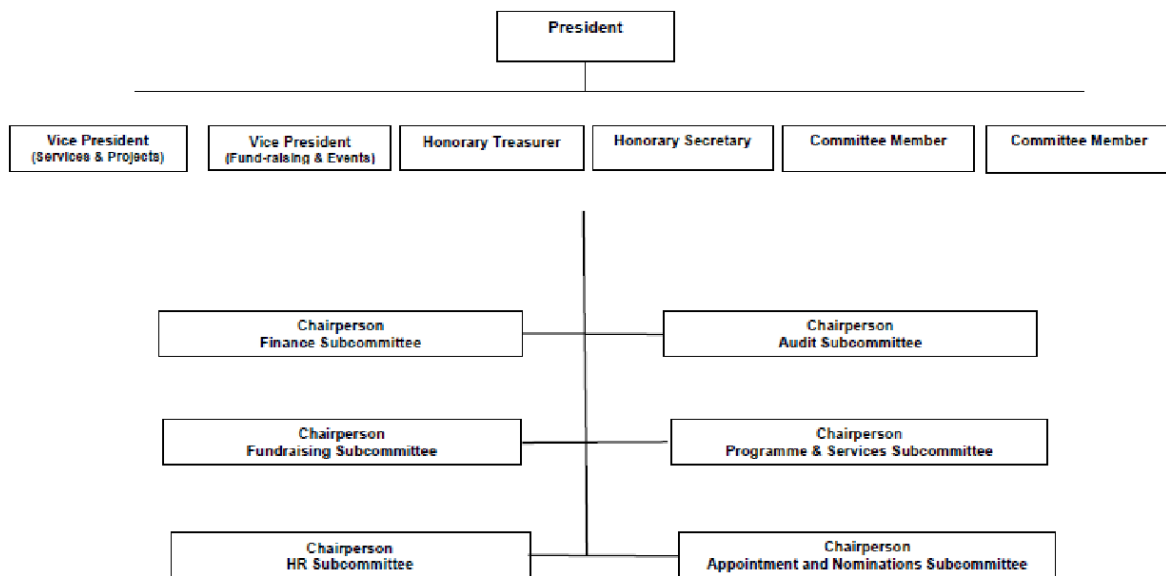 President
Vice President
(Services & Projects)
Vice President
(Fund-raising & Events)
Honorary Treasurer
Honorary Secretary
Committee Member
Committee Member
Chairperson
Finance Subcommittee
Chairperson
Audit Subcommittee
Chairperson
Fundraising Subcommittee
Chairperson
Programme & Services Subcommittee
Chairperson
HR Subcommittee
Chairperson
Appointment and Nominations Subcommittee